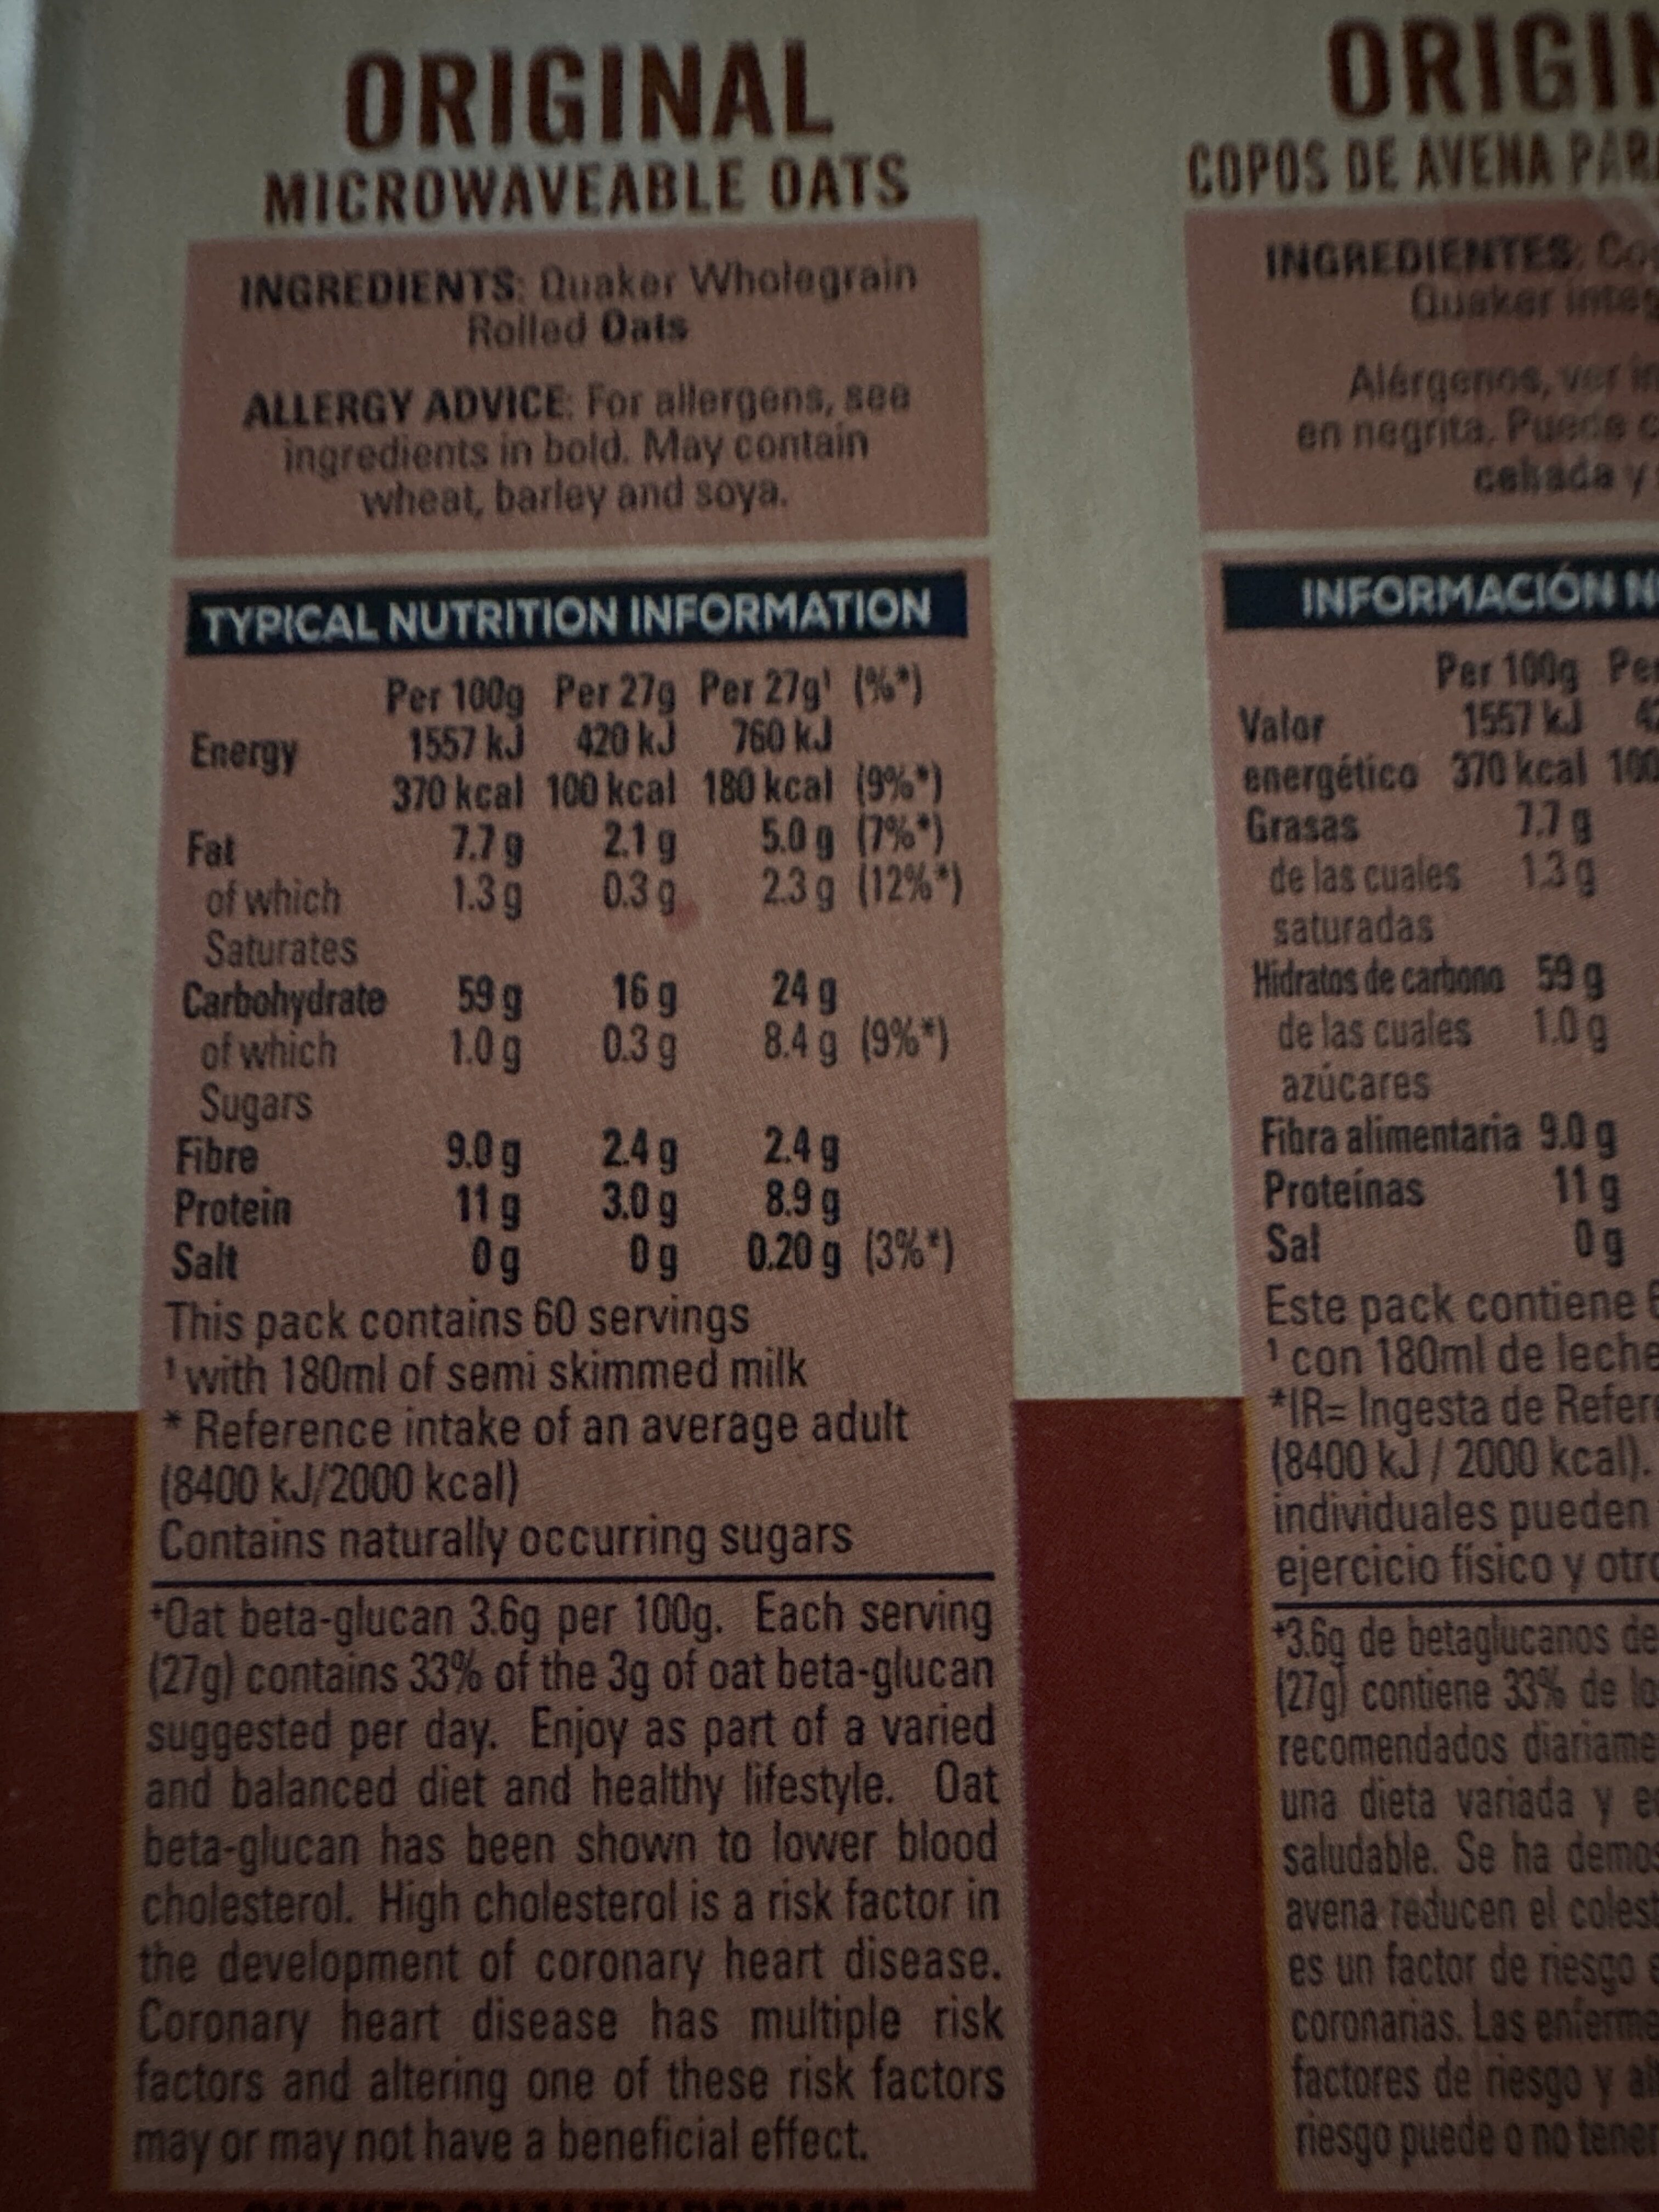 ORIGINAL
MICROWAVEABLE OATS
INGREDIENTS: Quaker Wholegrain
Rolled Oats
ALLERGY ADVICE: For allergens, see
ingredients in bold. May contain
wheat, barley and soya.
TYPICAL NUTRITION INFORMATION
Per 100g Per 27g Per 27g¹ (%*)
Energy 1557 kJ 420 kJ 760 kJ
370 kcal 100 kcal 180 kcal (9%*)
Fat 7.7 g 2.1 g 5.0 g (7%*)
of which 1.3 g 0.3 g 2.3 g (12%*)
Saturates
Carbohydrate 59 g 16 g 24 g
of which 1.0 g 0.3 g 8.4 g (9%*)
Sugars
Fibre 9.0 g 2.4 g 2.4 g
Protein 11 g 3.0 g 8.9 g
Salt 0 g 0 g 0.20 g (3%*)
This pack contains 60 servings
¹ with 180ml of semi skimmed milk
* Reference intake of an average adult
(8400 kJ/2000 kcal)
Contains naturally occurring sugars
+Oat beta-glucan 3.6g per 100g. Each serving
(27g) contains 33% of the 3g of oat beta-glucan
suggested per day. Enjoy as part of a varied
and balanced diet and healthy lifestyle. Oat
beta-glucan has been shown to lower blood
cholesterol. High cholesterol is a risk factor in
the development of coronary heart disease.
Coronary heart disease has multiple risk
factors and altering one of these risk factors
may or may not have a beneficial effect.
ORIGIN
COPOS DE AVENA PARA
INGREDIENTES:
Quaker
Alérgenos, ver
en negrita. Puede
cebada y
INFORMACIÓN
Per 100g
Valor 1557 kJ
energético 370 kcal 100
Grasas 7.7 g
de las cuales 1.3 g
saturadas
Hidratos de carbono 59 g
de las cuales 1.0 g
azúcares
Fibra alimentaria 9.0 g
Proteínas 11 g
Sal 0 g
Este pack contiene
¹ con 180ml de leche
*IR= Ingesta de
(8400 kJ / 2000 kcal).
individuales pueden
ejercicio físico y
+3.6g de betaglucanos de
(27g) contiene 33% de
recomendados
una dieta variada y
saludable. Se ha
avena reducen el
es un factor de riesgo
coronarias. Las
factores de riesgo y
riesgo puede o no